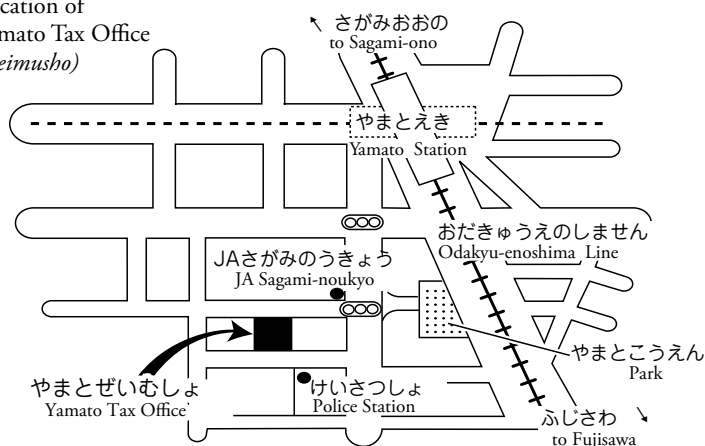 cation of
mato Tax Office
eimusho)
さがみおおの
to Sagami-ono
やまとえき
Yamato Station
おだきゅうえのしません
Odakyu-enoshima Line
JAさがみのうきょう
JA Sagami-noukyo
やまとこうえん
Park
やまとぜいむしょ
Yamato Tax Office
けいさつしょ
Police Station
ふじさわ
to Fujisawa